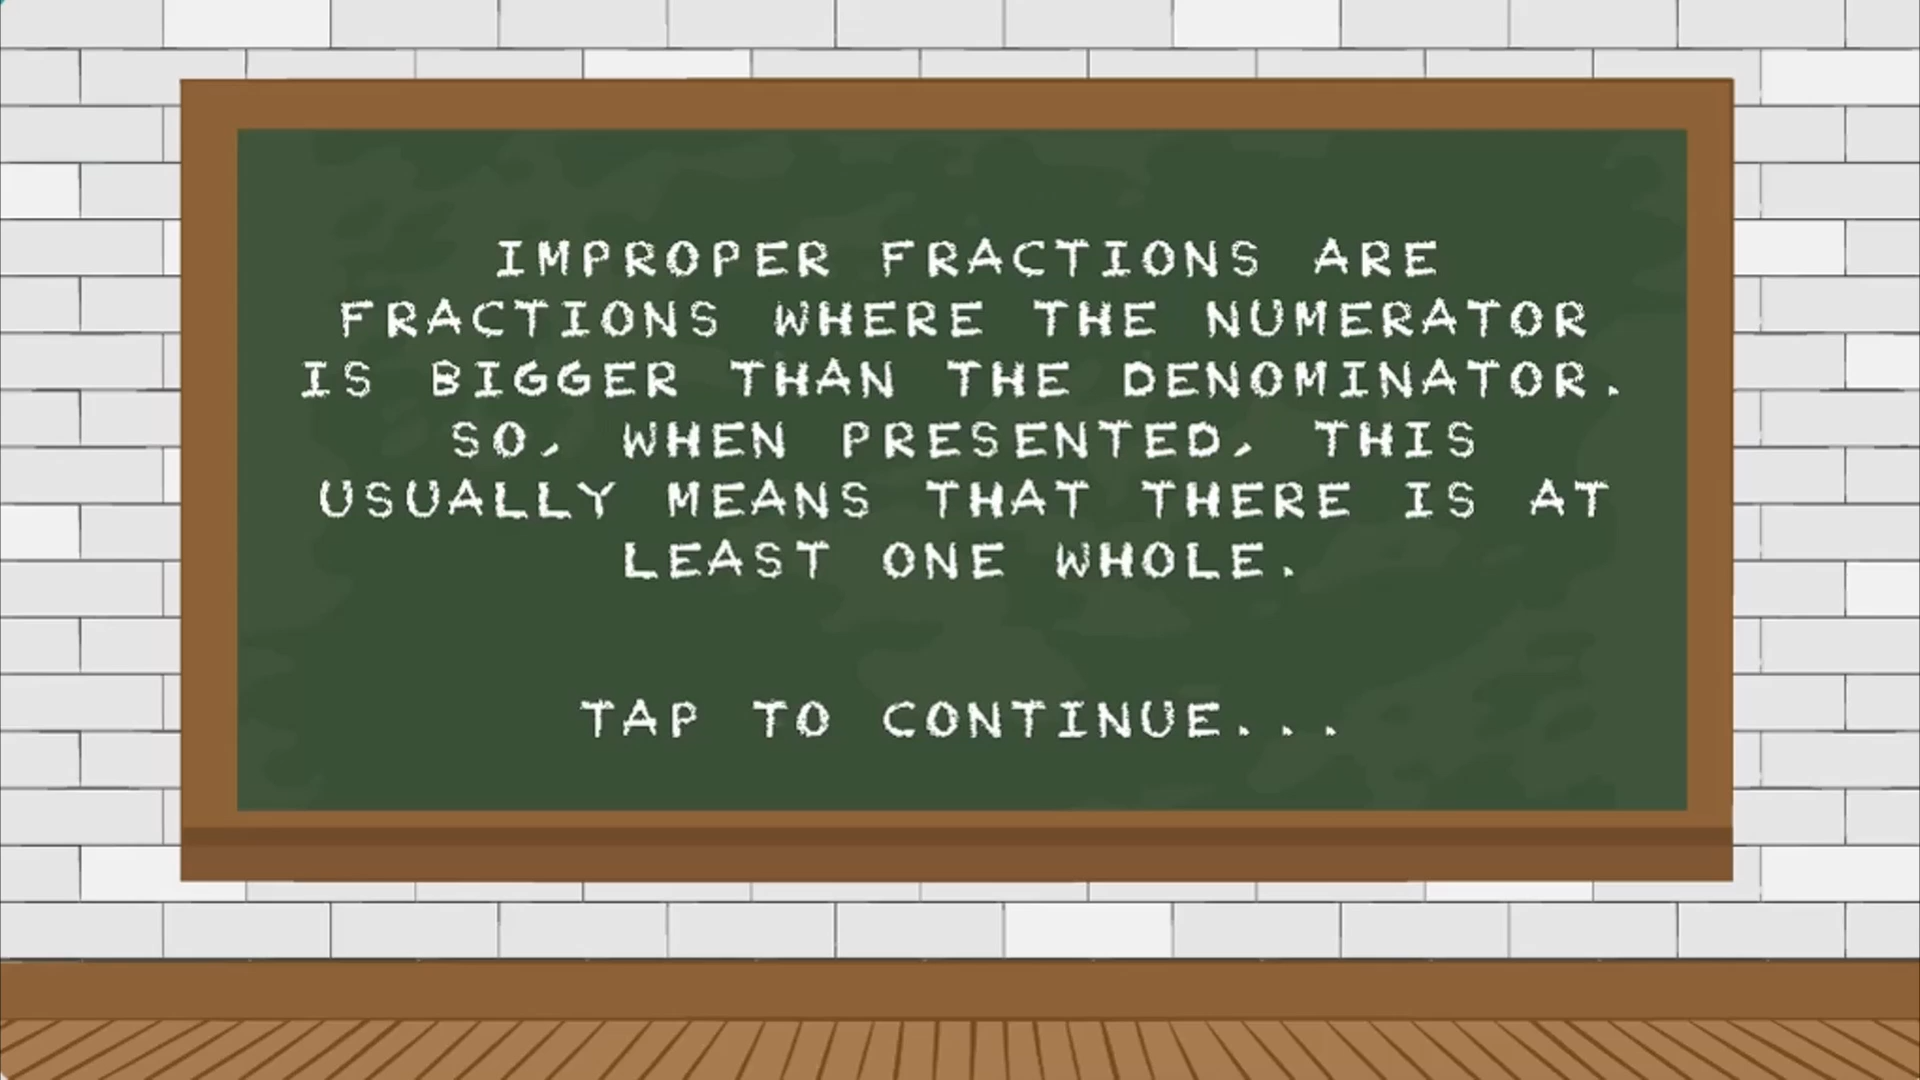 IMPROPER FRACTIONS ARE
FRACTIONS WHERE THE NUMERATOR
IS BIGGER THAN THE DENOMINATOR.
SO, WHEN PRESENTED, THIS
USUALLY MEANS THAT THERE IS AT
LEAST ONE WHOLE.
TAP TO CONTINUE...